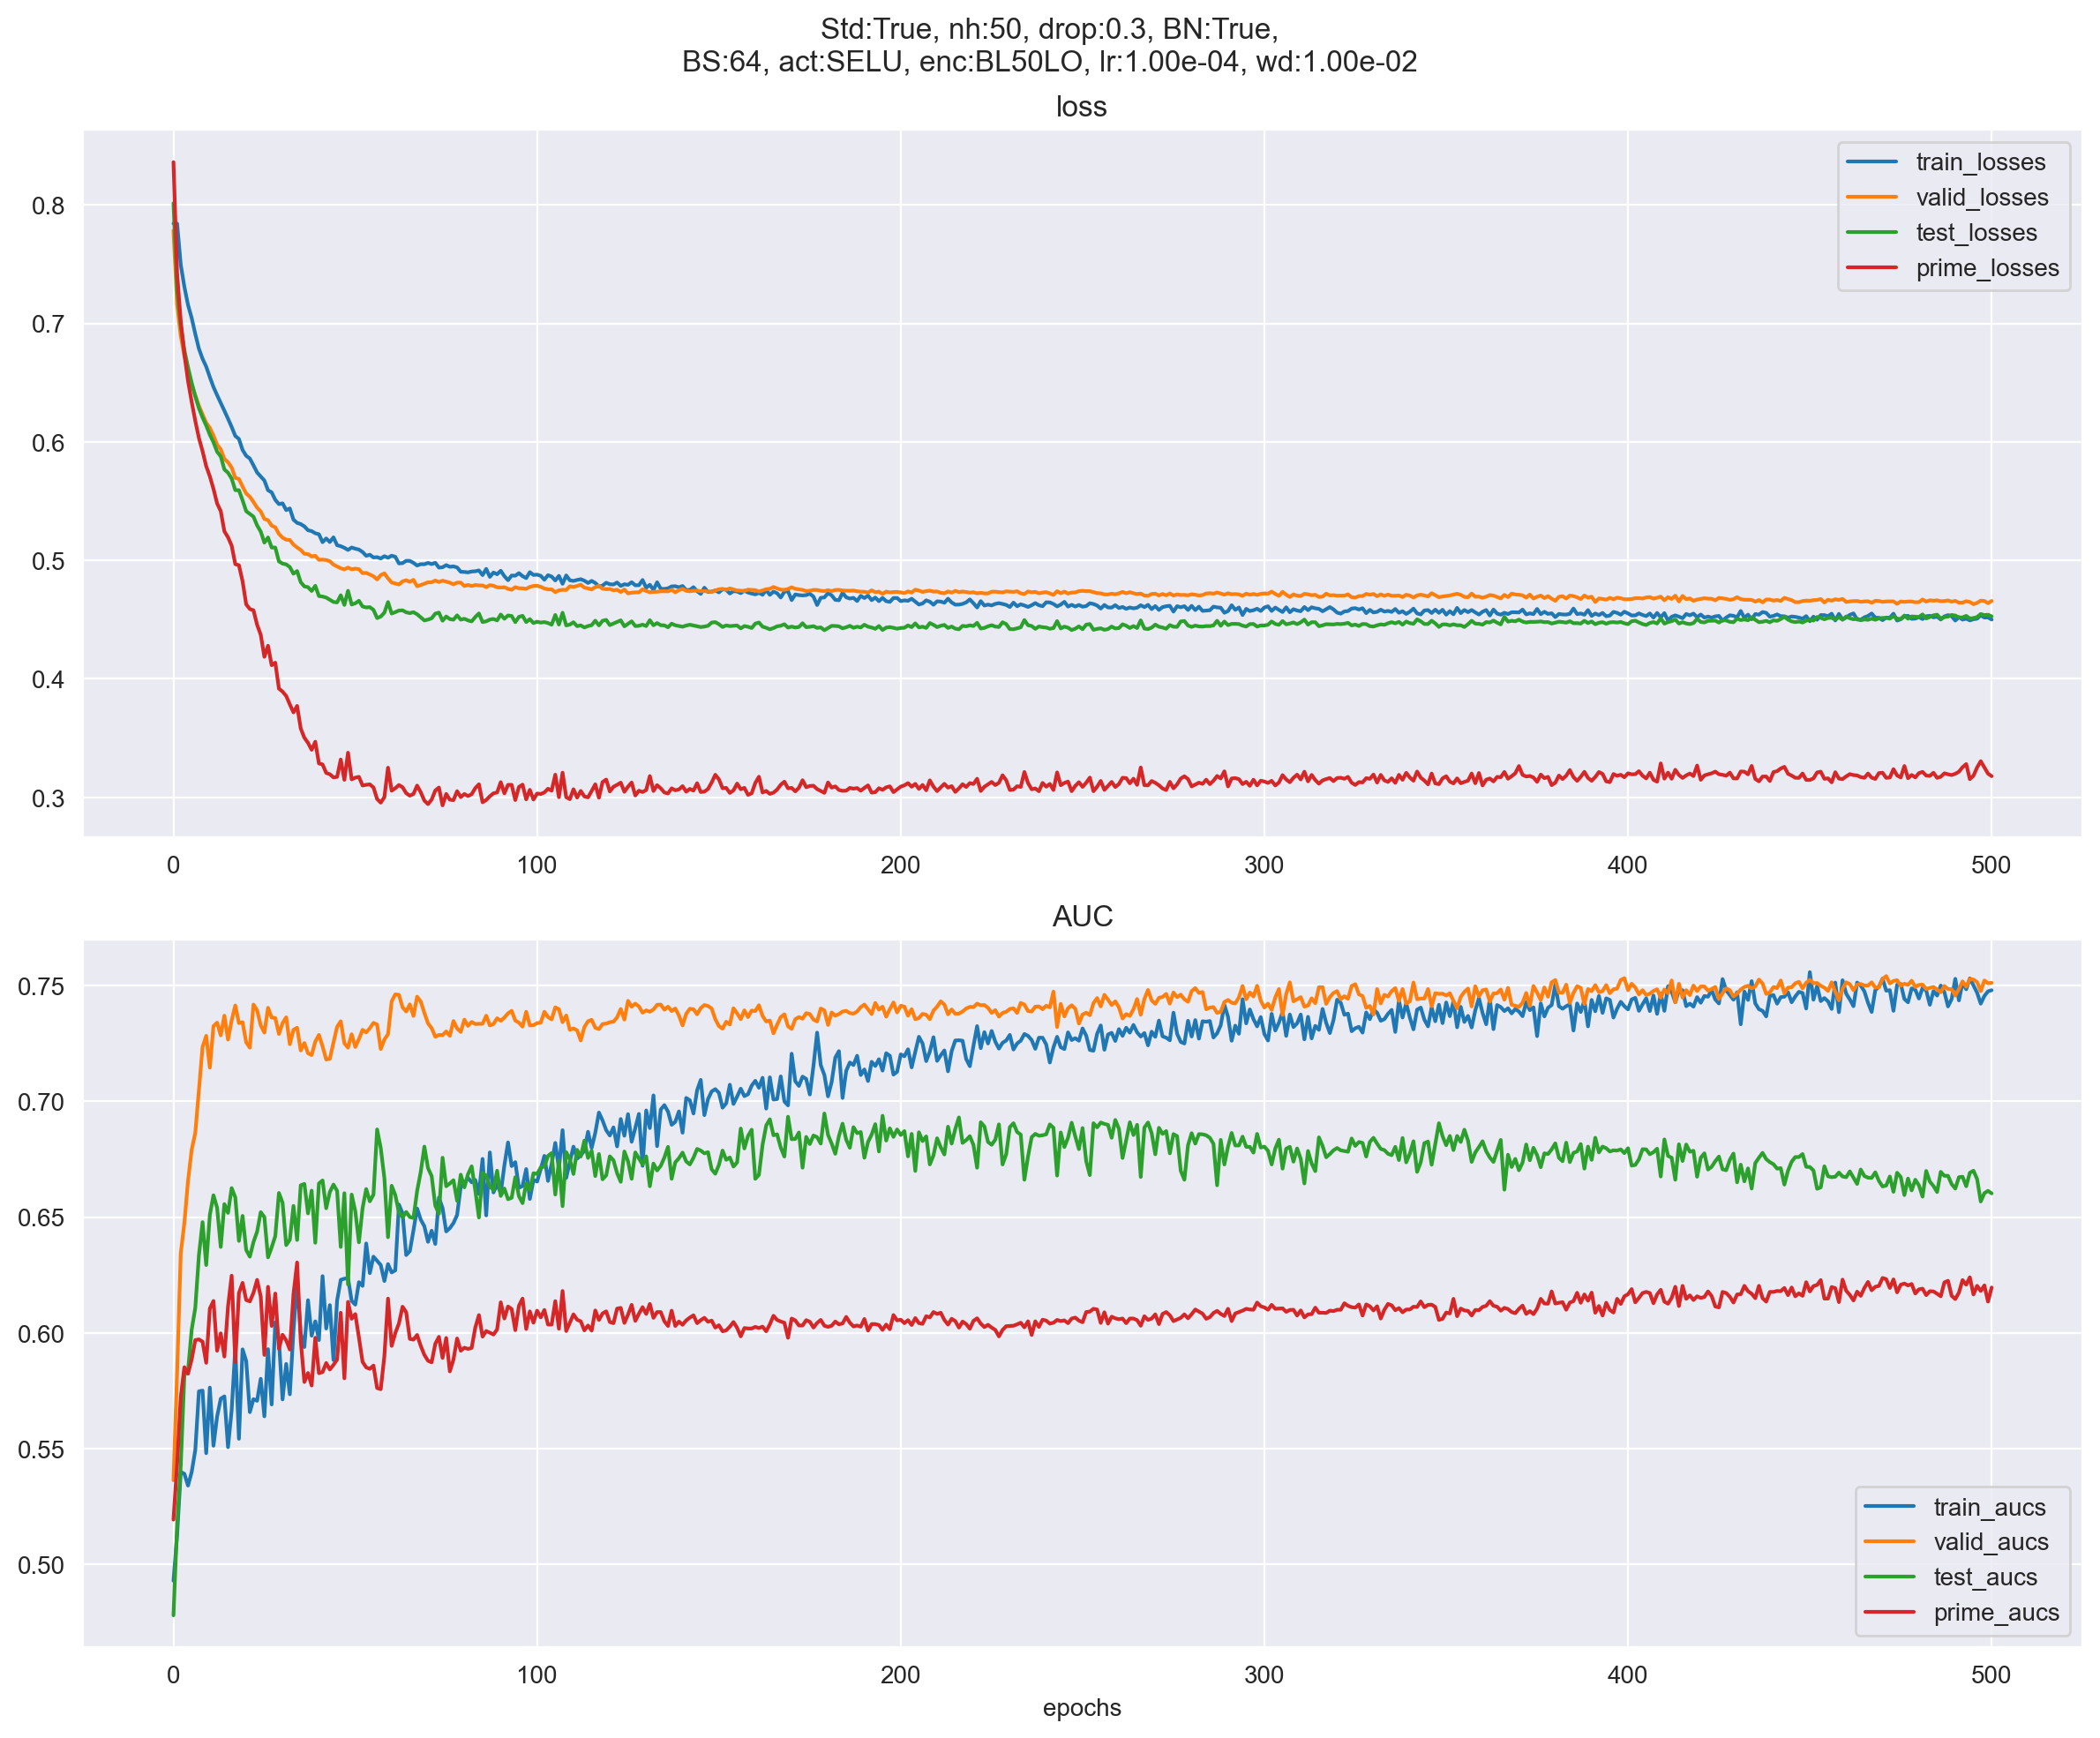 Std:True, nh:50, drop:0.3, BN:True,
BS:64, act:SELU, enc:BL50LO, lr:1.00e-04, wd:1.00e-02
loss
train_losses
valid_losses
test_losses
prime_losses
0.8
0.7
0.6
0.5
0.4
0.3
0 100 200 300 400 500
AUC
0.75
0.70
0.65
0.60
0.55
0.50
train_aucs
valid_aucs
test_aucs
prime_aucs
0 100 200 300 400 500
epochs